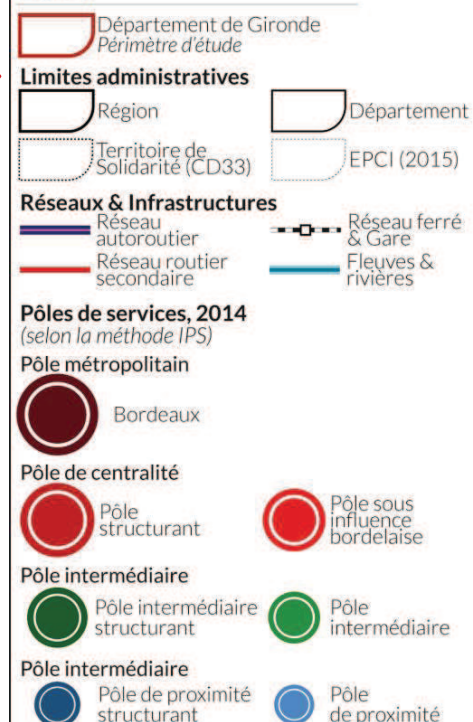 Département de Gironde
Périmètre d'étude
Limites administratives
Région
Département
Territoire de
Solidarité (CD33)
EPCI (2015)
Réseaux & Infrastructures
Réseau
autoroutier
Réseau ferré
& Gare
Réseau routier
secondaire
Fleuves &
rivières
Pôles de services, 2014
(selon la méthode IPS)
Pôle métropolitain
Bordeaux
Pôle de centralité
Pôle
structurant
Pôle sous
influence
bordelaise
Pôle intermédiaire
Pôle intermédiaire
structurant
Pôle
intermédiaire
Pôle intermédiaire
Pôle de proximité
structurant
Pôle
de proximité